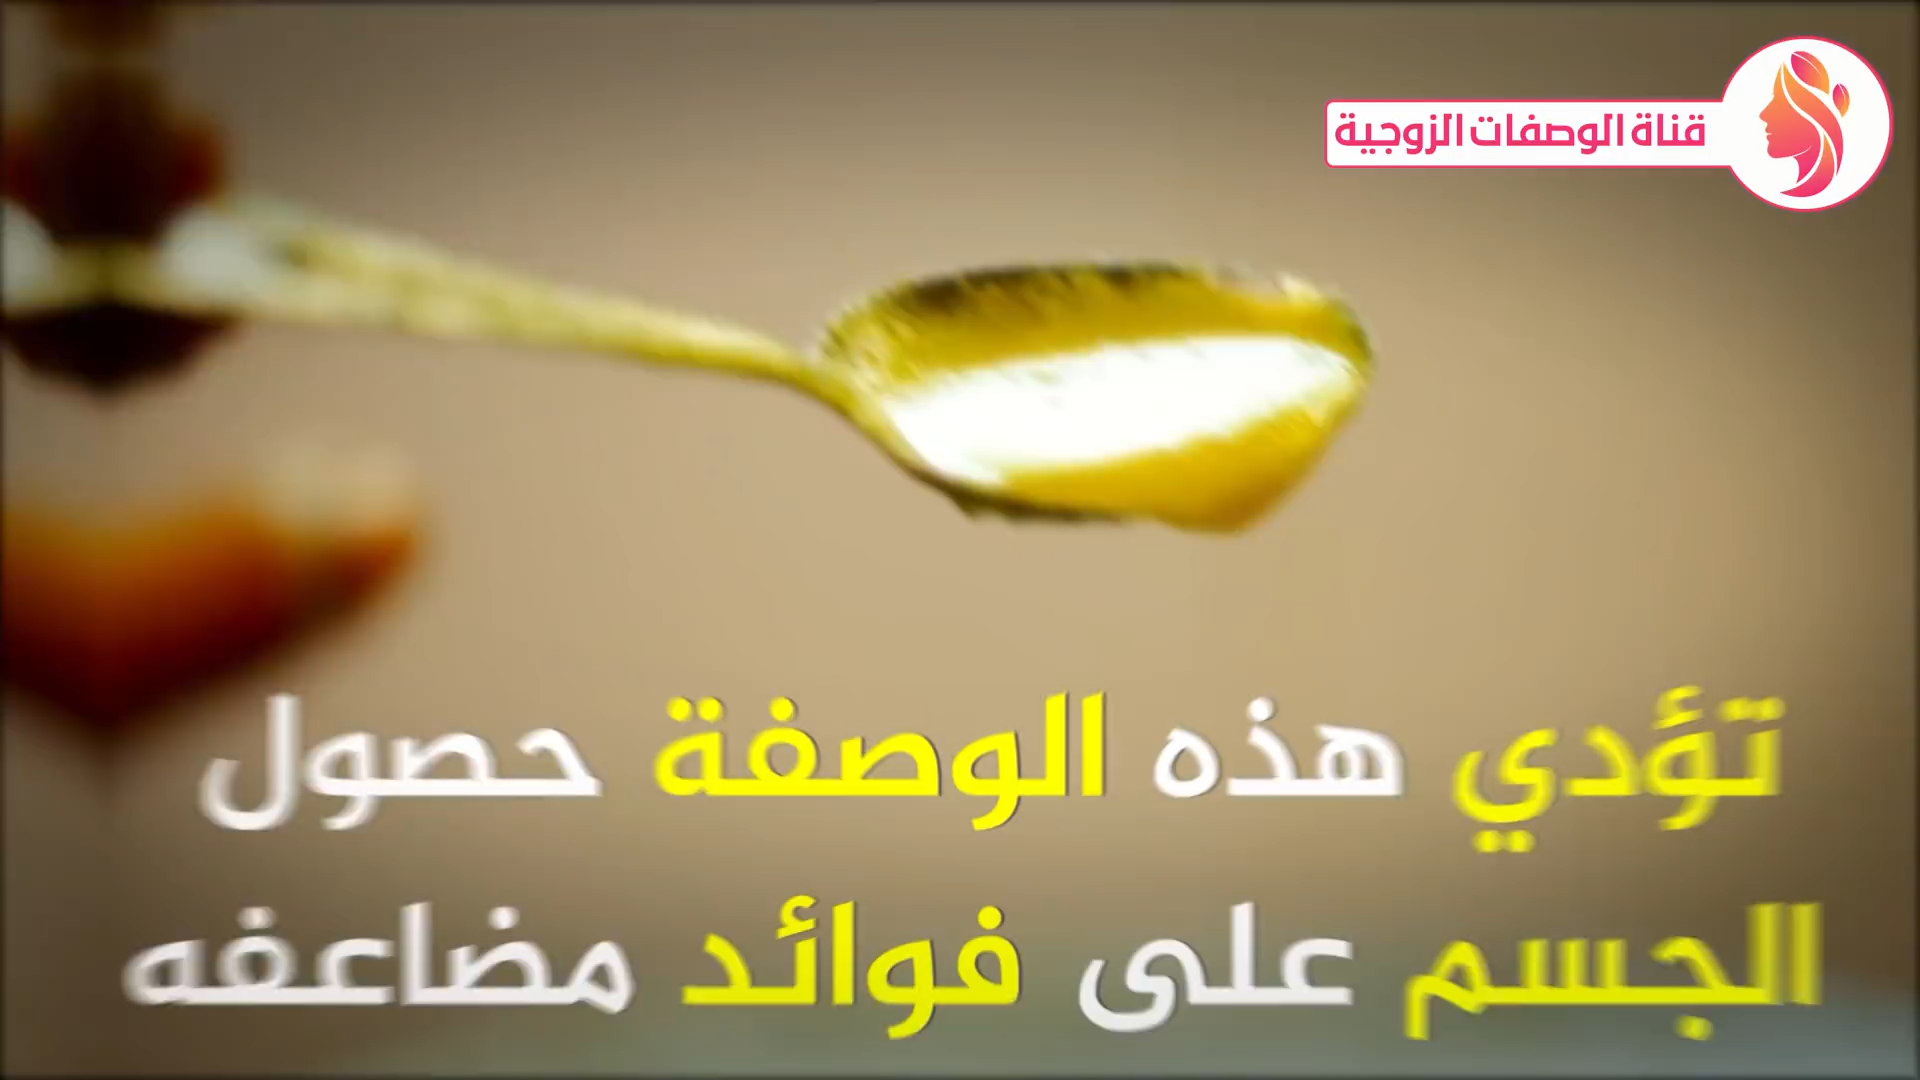 قناة الوصفات الزوجية
تؤدي هذه الوصفة حصول
الجسم على فوائد مضاعفه